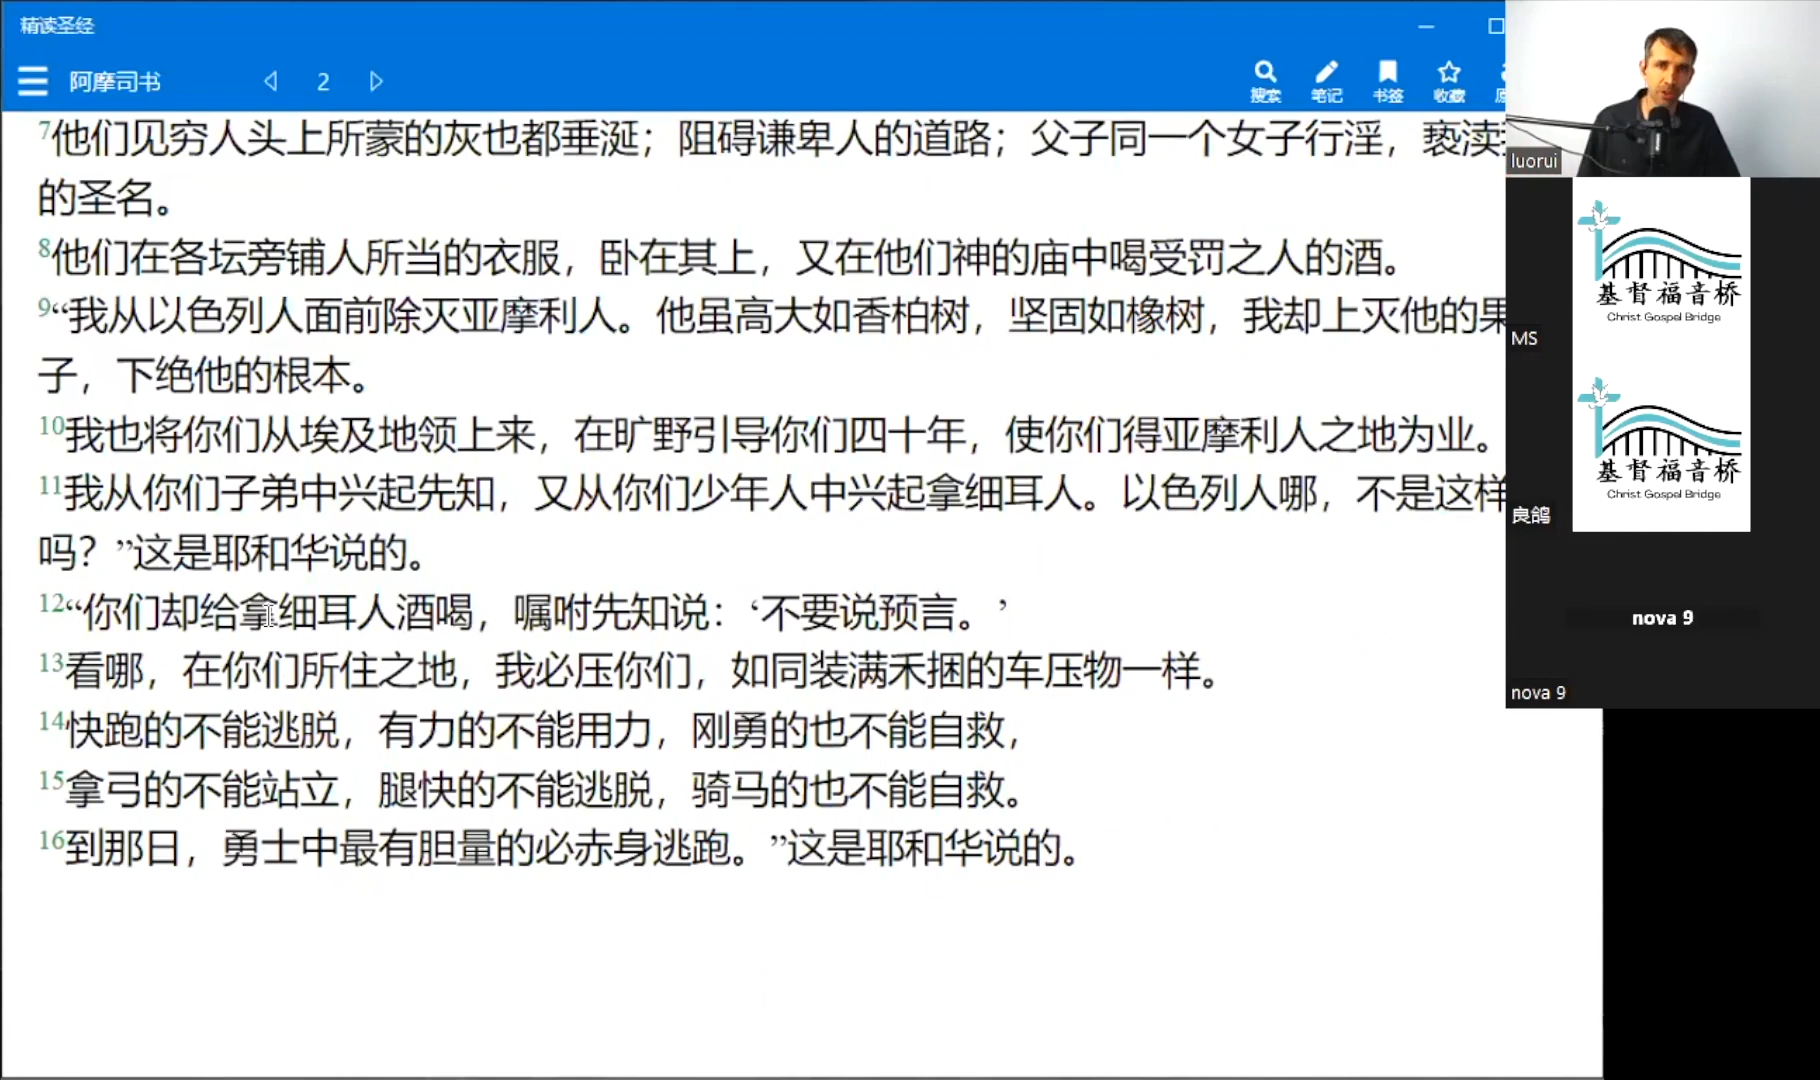 精读圣经
阿摩司书
2
搜索
笔记
书签
收藏
7他们见穷人头上所蒙的灰也都垂涎；阻碍谦卑人的道路；父子同一个女子行淫，亵渎
的圣名。
8他们在各坛旁铺人所当的衣服，卧在其上，又在他们神的庙中喝受罚之人的酒。
9“我从以色列人面前除灭亚摩利人。他虽高大如香柏树，坚固如橡树，我却上灭他的果
子，下绝他的根本。
10我也将你们从埃及地领上来，在旷野引导你们四十年，使你们得亚摩利人之地为业。
11我从你们子弟中兴起先知，又从你们少年人中兴起拿细耳人。以色列人哪，不是这样
吗？”这是耶和华说的。
12“你们却给拿细耳人酒喝，嘱咐先知说：‘不要说预言。’
13看哪，在你们所住之地，我必压你们，如同装满禾捆的车压物一样。
14快跑的不能逃脱，有力的不能用力，刚勇的也不能自救，
15拿弓的不能站立，腿快的不能逃脱，骑马的也不能自救。
16到那日，勇士中最有胆量的必赤身逃跑。”这是耶和华说的。
luorui
基督福音桥
Christ Gospel Bridge
MS
基督福音桥
Christ Gospel Bridge
良鸽
nova 9
nova 9